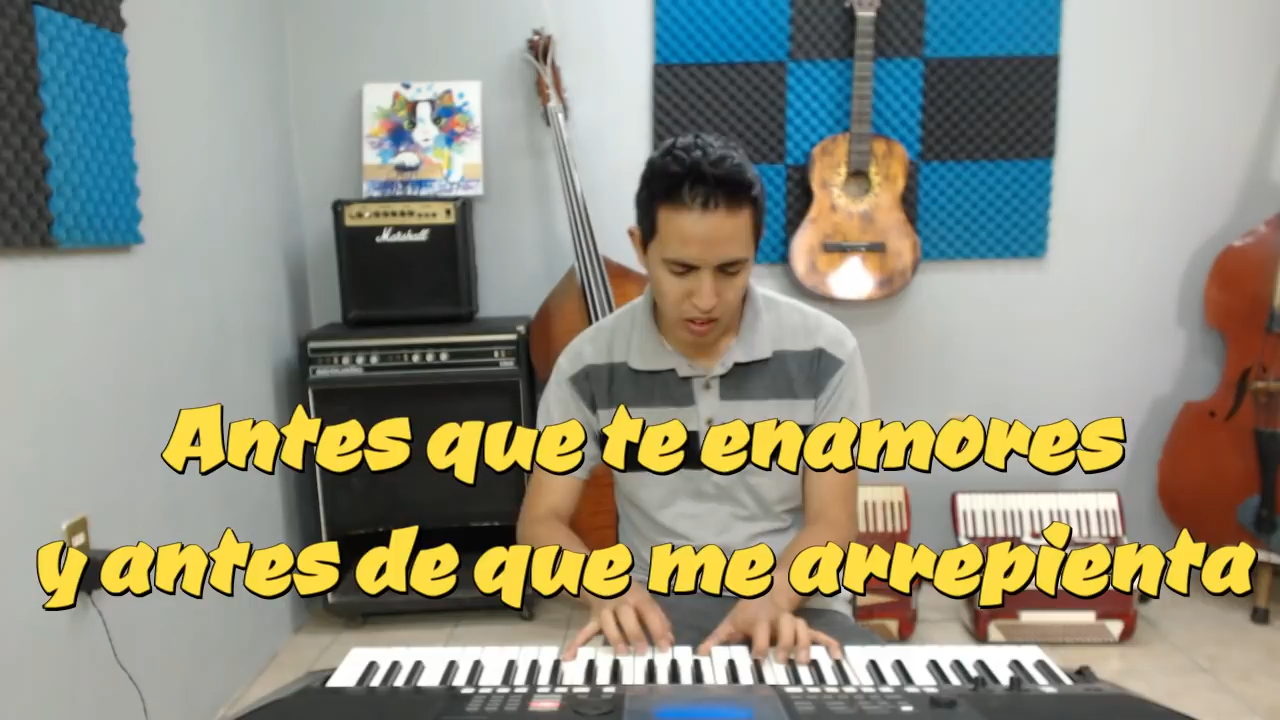 Marshall
Antes que te enamores
y antes de que me arrepienta